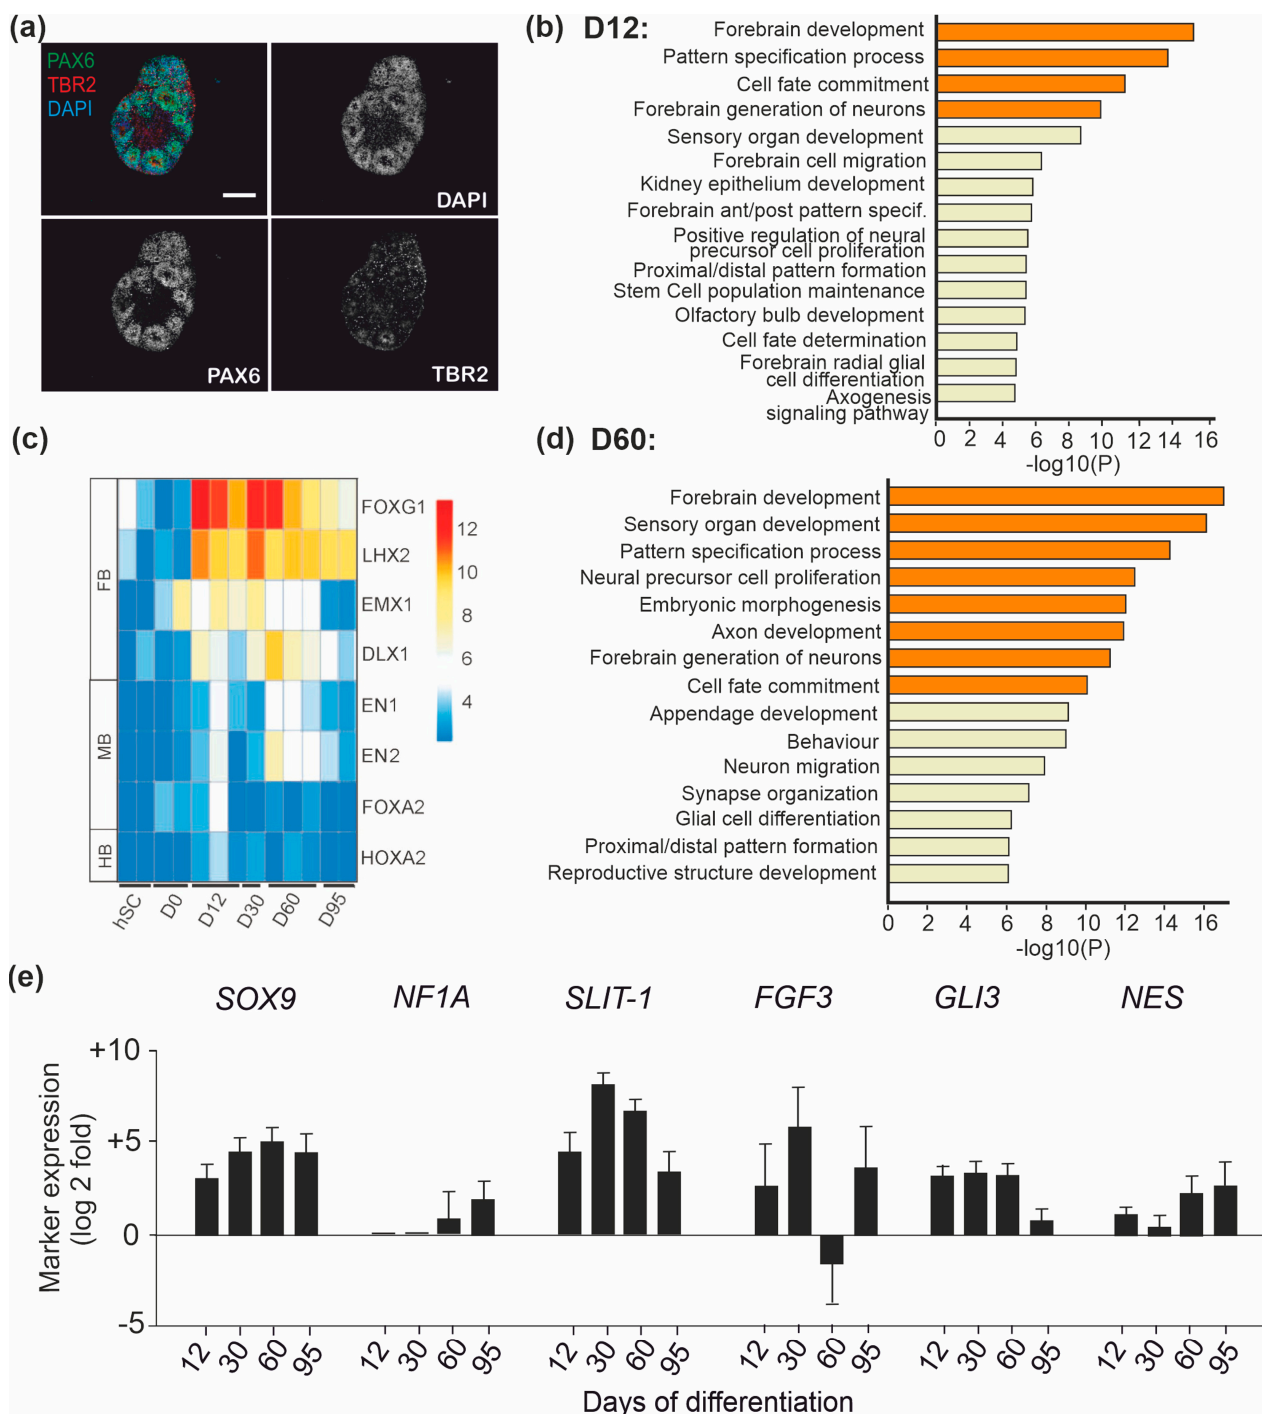 (a)
PAX6
TBR2
DAPI
DAPI
PAX6
TBR2
(b) D12:
Forebrain development
Pattern specification process
Cell fate commitment
Forebrain generation of neurons
Sensory organ development
Forebrain cell migration
Kidney epithelium development
Forebrain ant/post pattern specif.
Positive regulation of neural
precursor cell proliferation
Proximal/distal pattern formation
Stem Cell population maintenance
Olfactory bulb development
Cell fate determination
Forebrain radial glial
cell differentiation
Axogenesis
signaling pathway
0 2 4 6 8 10 12 14 16
-log10(P)
(c)
FB
MB
HB
FOXG1
LHX2
EMX1
DLX1
EN1
EN2
FOXA2
HOXA2
12
10
8
6
4
hSC D0 D12 D30 D60 D95
(d) D60:
Forebrain development
Sensory organ development
Pattern specification process
Neural precursor cell proliferation
Embryonic morphogenesis
Axon development
Forebrain generation of neurons
Cell fate commitment
Appendage development
Behaviour
Neuron migration
Synapse organization
Glial cell differentiation
Proximal/distal pattern formation
Reproductive structure development
0 2 4 6 8 10 12 14 16
-log10(P)
(e)
SOX9 NF1A SLIT-1 FGF3 GLI3 NES
Marker expression
(log 2 fold)
+10
+5
0
-5
12 30 60 95 12 30 60 95 12 30 60 95 12 30 60 95 12 30 60 95 12 30 60 95
Days of differentiation